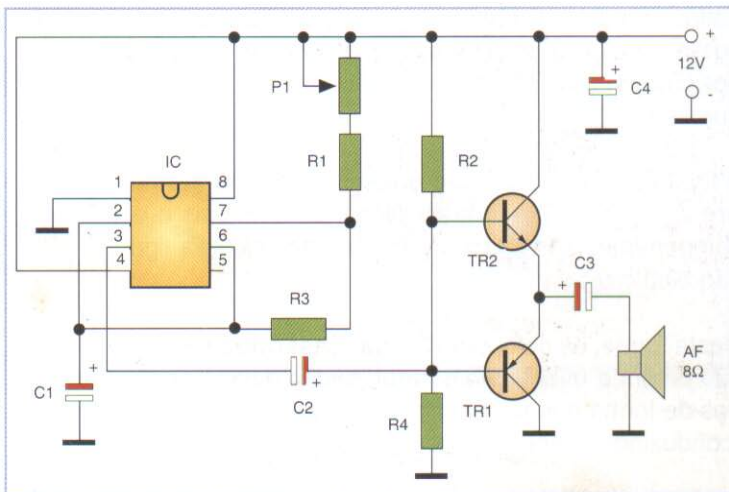 +
12V
-
+
C4
P1
R1
R2
IC
1
8
2
7
3
6
4
5
TR2
C3
+
R3
AF
8Ω
TR1
+
C1
+
C2
R4